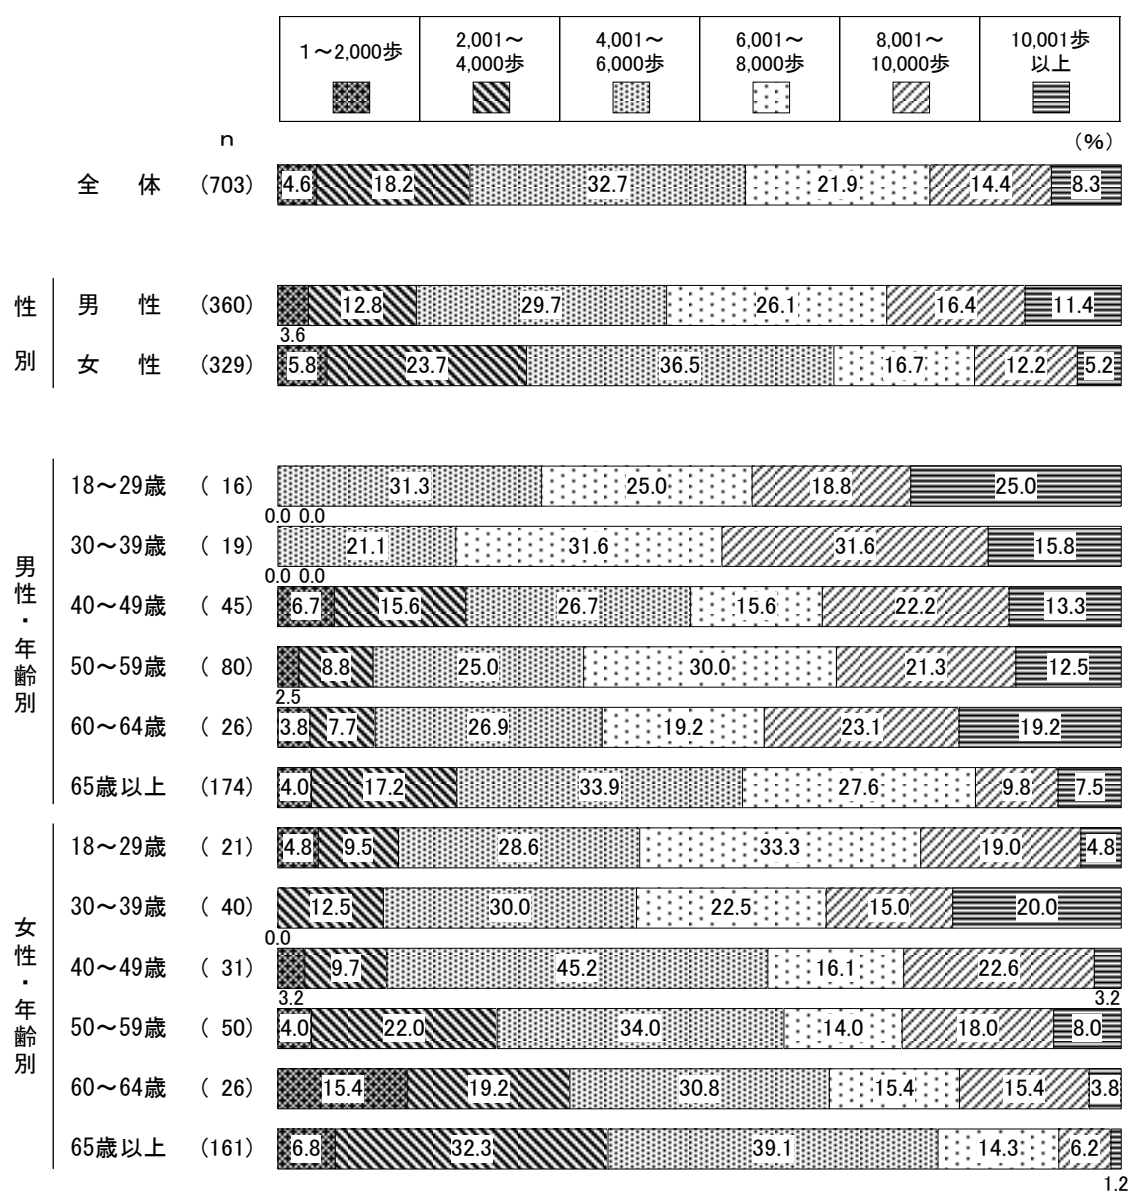 1～2,000歩 2,001～4,000歩 4,001～6,000歩 6,001～8,000歩 8,001～10,000歩 10,001歩以上
n (%)
全体 (703) 4.6 18.2 32.7 21.9 14.4 8.3
性別
男性 (360) 3.6 12.8 29.7 26.1 16.4 11.4
女性 (329) 5.8 23.7 36.5 16.7 12.2 5.2
男性・年齢別
18～29歳 (16) 0.0 0.0 31.3 25.0 18.8 25.0
30～39歳 (19) 0.0 0.0 21.1 31.6 31.6 15.8
40～49歳 (45) 6.7 15.6 26.7 15.6 22.2 13.3
50～59歳 (80) 2.5 8.8 25.0 30.0 21.3 12.5
60～64歳 (26) 3.8 7.7 26.9 19.2 23.1 19.2
65歳以上 (174) 4.0 17.2 33.9 27.6 9.8 7.5
女性・年齢別
18～29歳 (21) 4.8 9.5 28.6 33.3 19.0 4.8
30～39歳 (40) 0.0 12.5 30.0 22.5 15.0 20.0
40～49歳 (31) 3.2 9.7 45.2 16.1 22.6 3.2
50～59歳 (50) 4.0 22.0 34.0 14.0 18.0 8.0
60～64歳 (26) 15.4 19.2 30.8 15.4 15.4 3.8
65歳以上 (161) 6.8 32.3 39.1 14.3 6.2 1.2